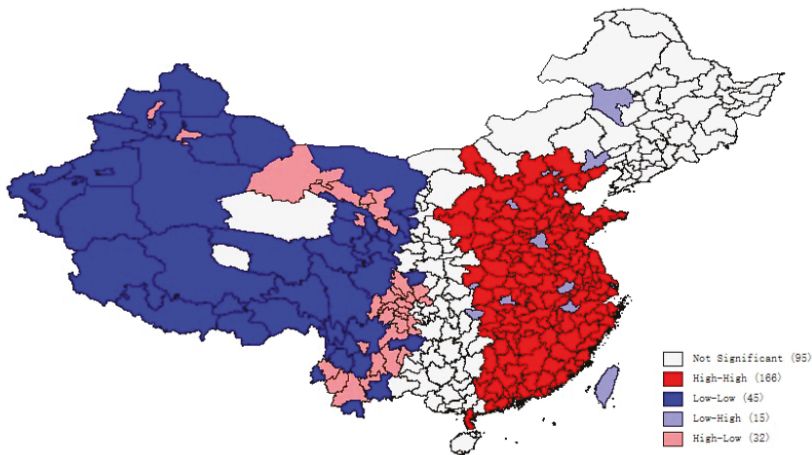 Not Significant (95)
High-High (166)
Low-Low (45)
Low-High (15)
High-Low (32)